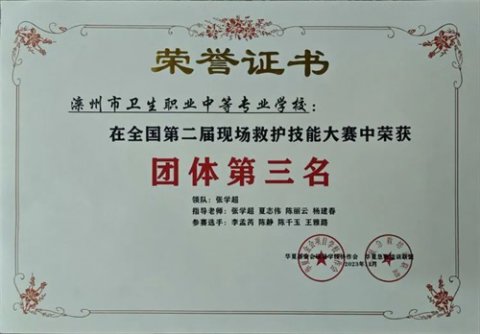 荣誉证书
滦州市卫生职业中等专业学校：
在全国第二届现场救护技能大赛中荣获
团体第三名
领队：张学超
指导老师：张学超 夏志伟 陈丽云 杨建春
参赛选手：李孟芮 陈静 陈千玉 王雅璐